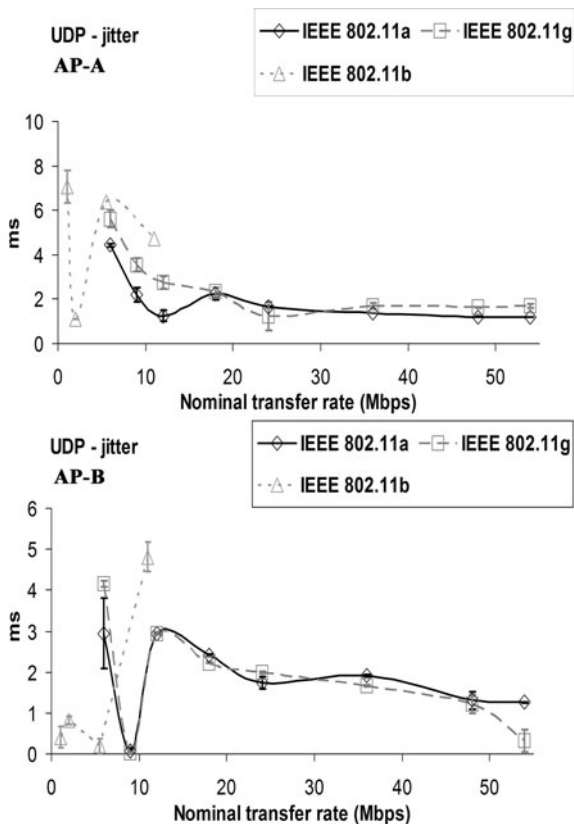 UDP - jitter
AP-A
IEEE 802.11a
IEEE 802.11g
IEEE 802.11b
10
8
6
4
2
0
ms
0 10 20 30 40 50
Nominal transfer rate (Mbps)
UDP - jitter
AP-B
IEEE 802.11a
IEEE 802.11g
IEEE 802.11b
6
5
4
3
2
1
0
ms
0 10 20 30 40 50
Nominal transfer rate (Mbps)